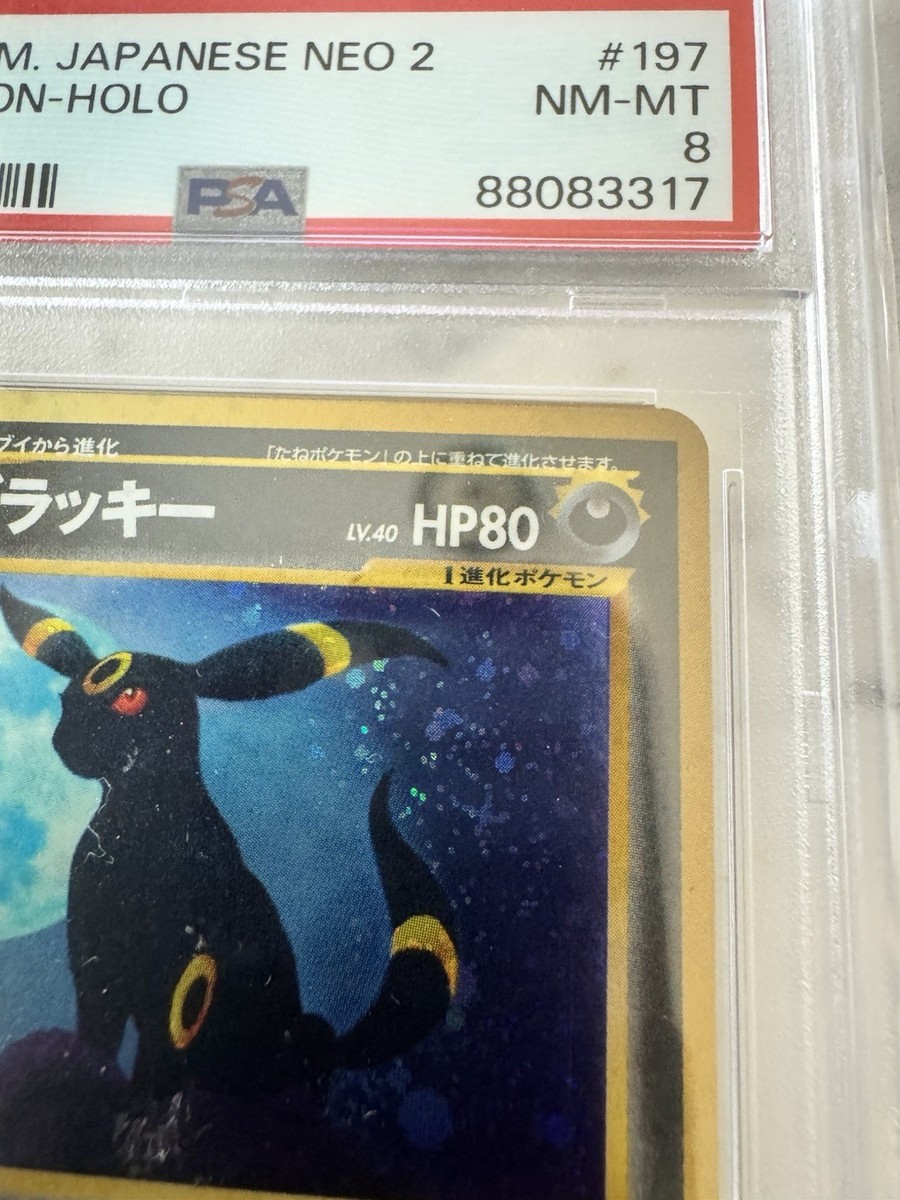 M. JAPANESE NEO 2 #197
ON-HOLO NM-MT
8
PSA 88083317
ブイから進化 「たねポケモン」の上に重ねて進化させます。
ラッキー LV.40 HP80
1進化ポケモン